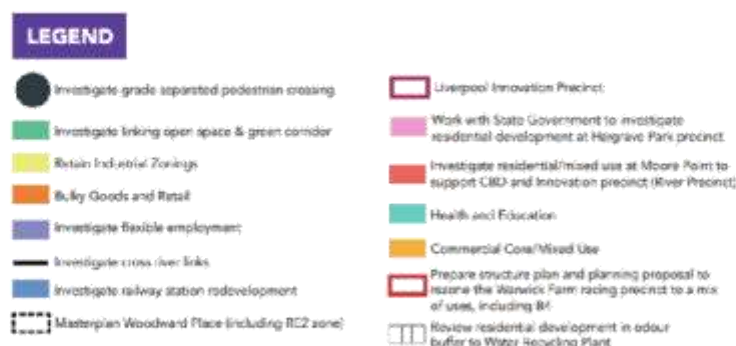 LEGEND
Investigate grade separated pedestrian crossing
Investigate linking open space & green corridor
Retain Industrial Zonings
Bulky Goods and Retail
Investigate flexible employment
Investigate cross river links
Investigate railway station redevelopment
Masterplan Woodward Place (including RE2 zone)
Liverpool Innovation Precinct
Work with State Government to investigate
residential development at Hargrave Park precinct
Investigate residential/mixed use at Moore Point to
support CBD and Innovation precinct (River Precinct)
Health and Education
Commercial Core/Mixed Use
Prepare structure plan and planning proposal to
rezone the Warwick Farm racing precinct to a mix
of uses, including B4
Review residential development in odour
buffer to Water Recycling Plant